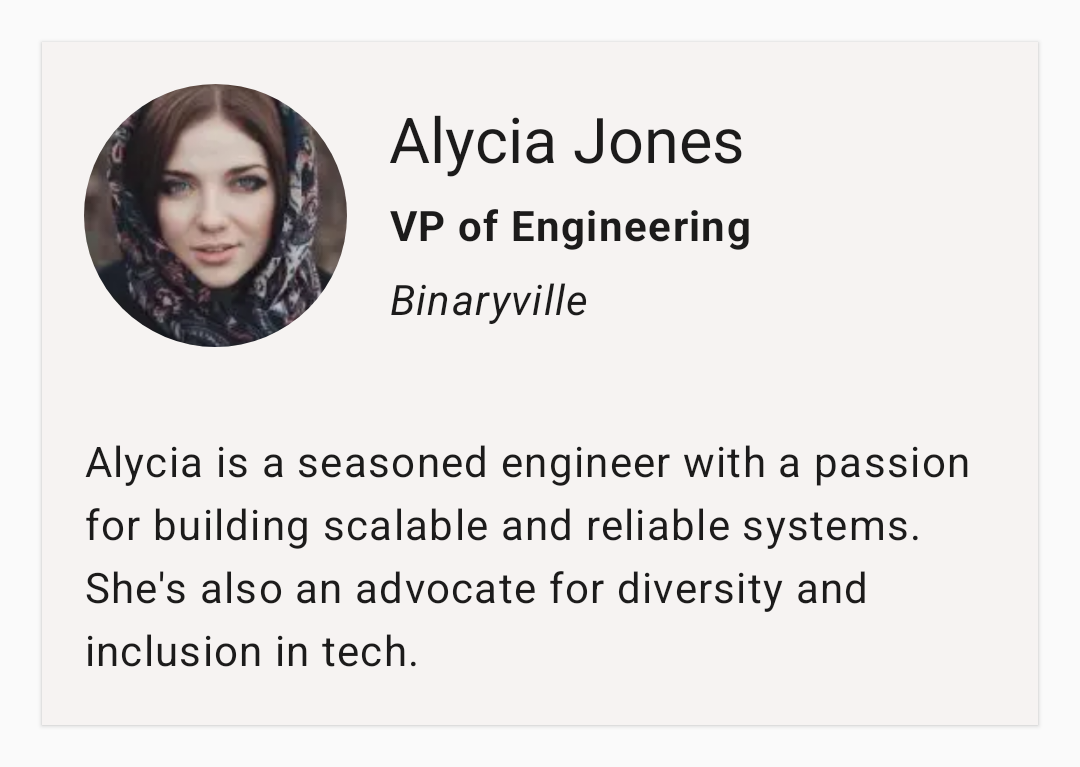 Alycia Jones
VP of Engineering
Binaryville
Alycia is a seasoned engineer with a passion
for building scalable and reliable systems.
She's also an advocate for diversity and
inclusion in tech.